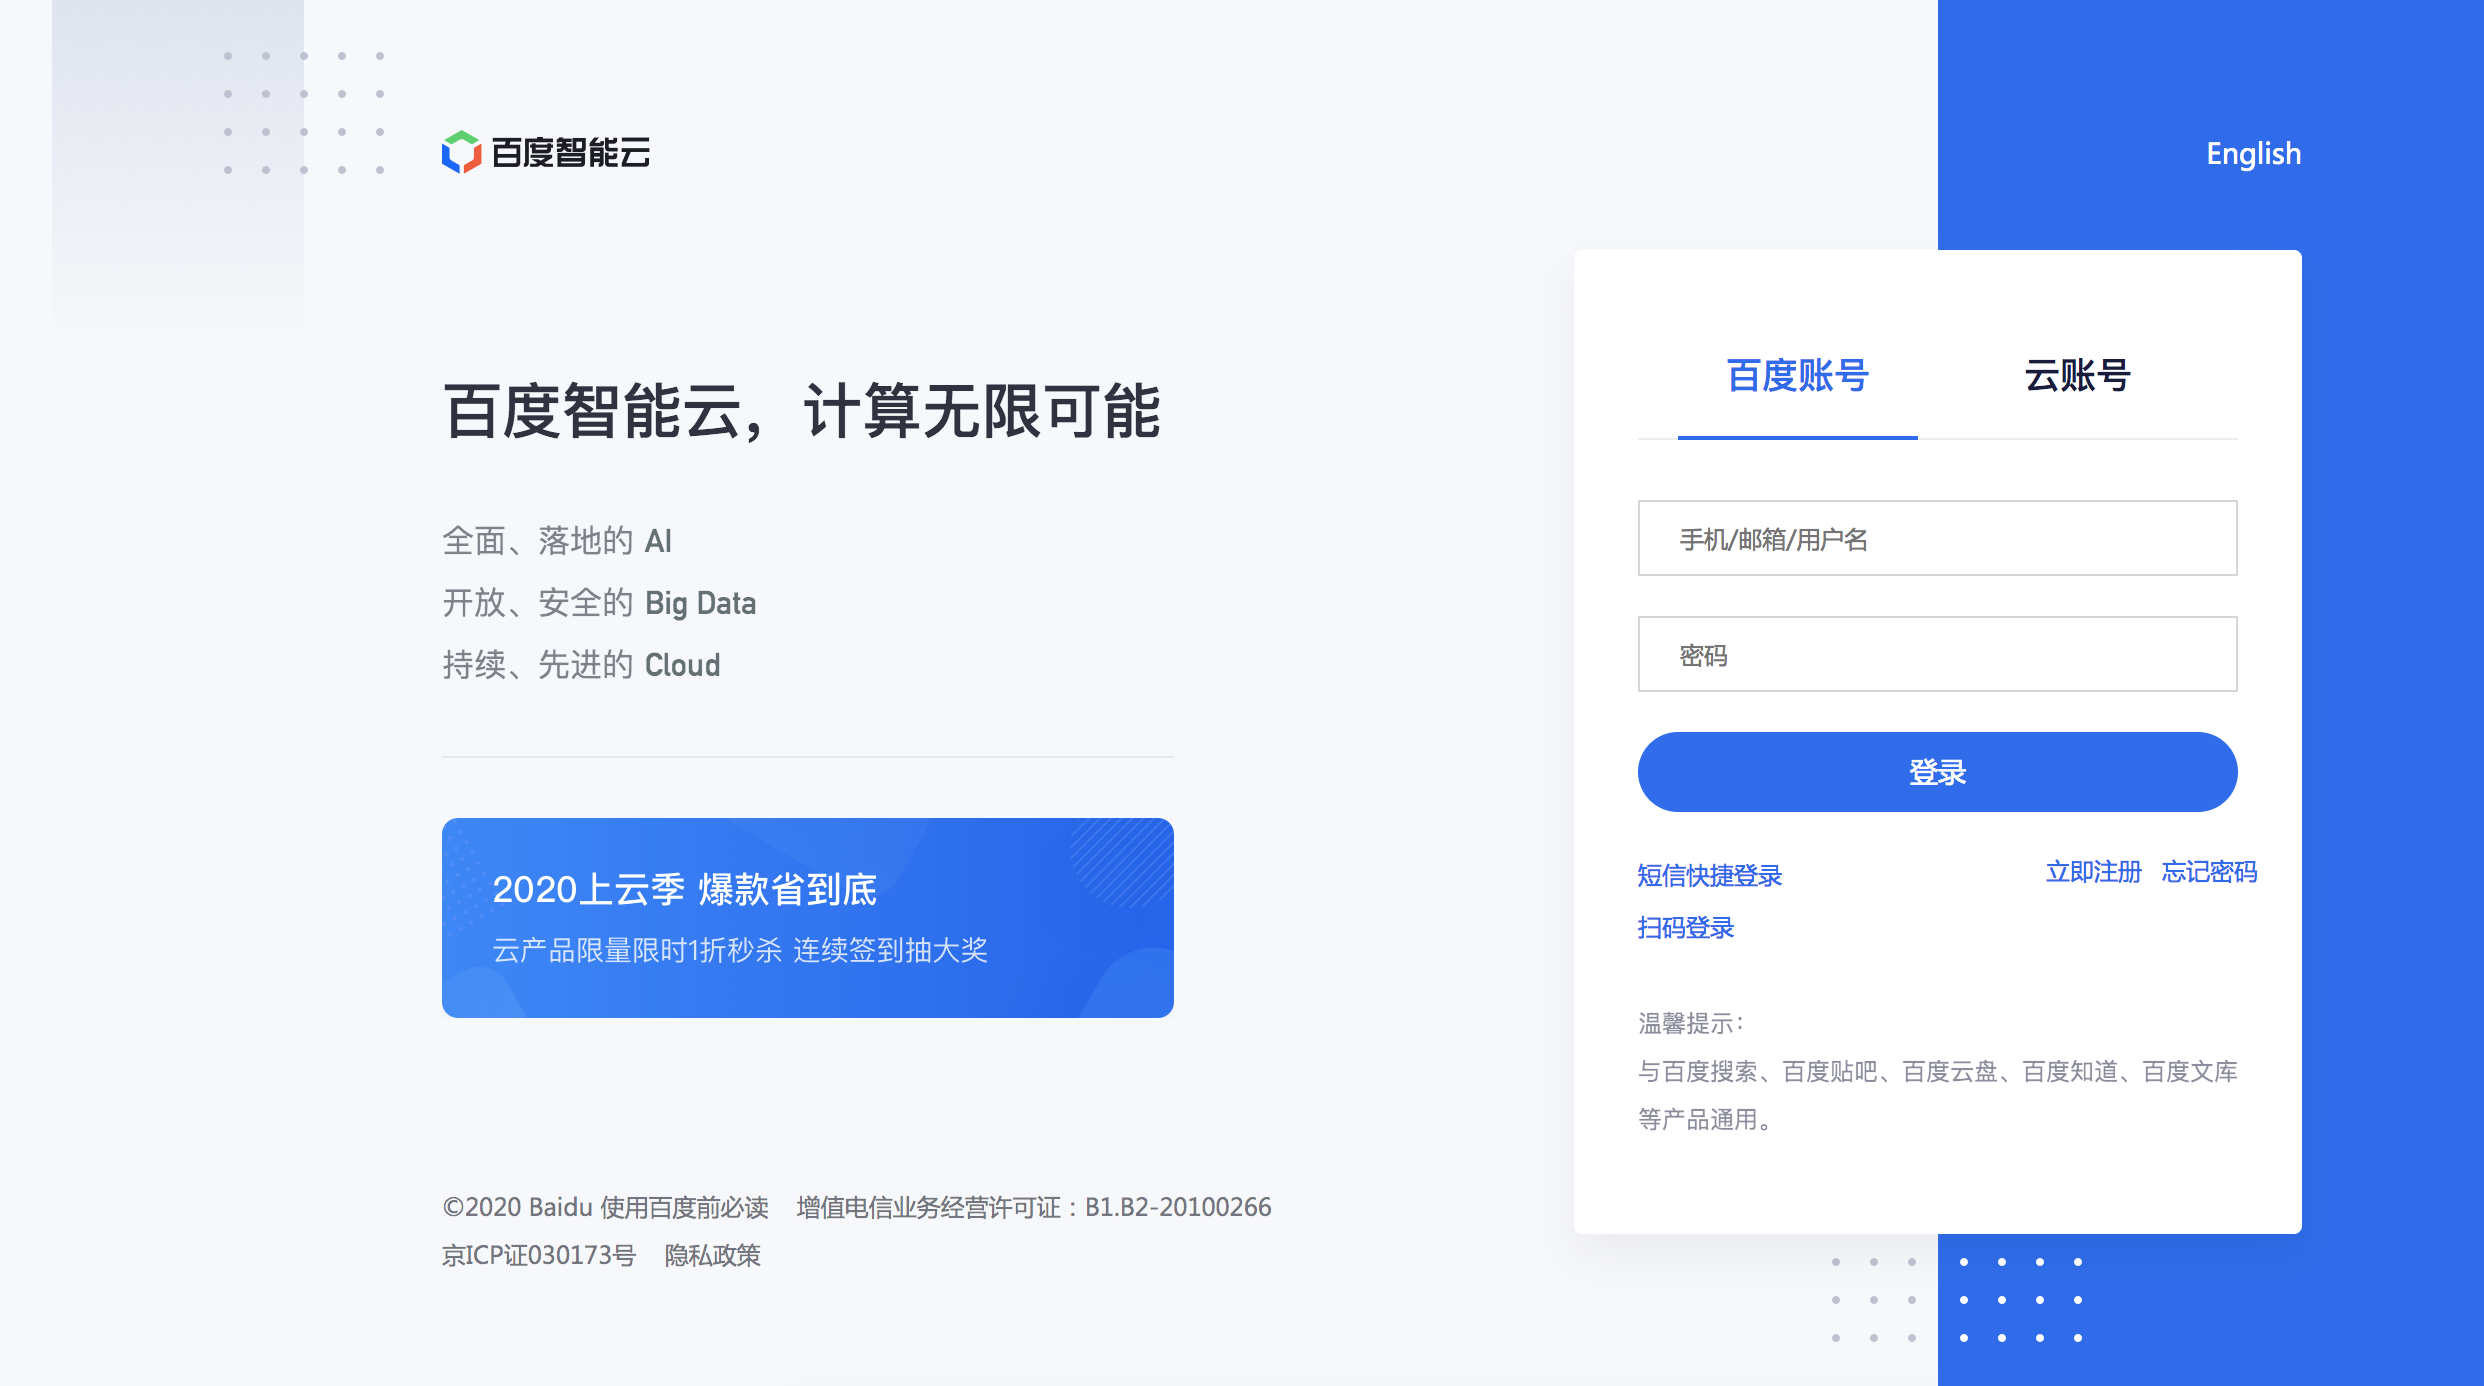 百度智能云
English
百度智能云，计算无限可能
全面、落地的 AI
开放、安全的 Big Data
持续、先进的 Cloud
2020上云季 爆款省到底
云产品限量限时1折秒杀 连续签到抽大奖
©2020 Baidu 使用百度前必读 增值电信业务经营许可证：B1.B2-20100266
京ICP证030173号 隐私政策
百度账号 云账号
手机/邮箱/用户名
密码
登录
短信快捷登录 立即注册 忘记密码
扫码登录
温馨提示：
与百度搜索、百度贴吧、百度云盘、百度知道、百度文库
等产品通用。